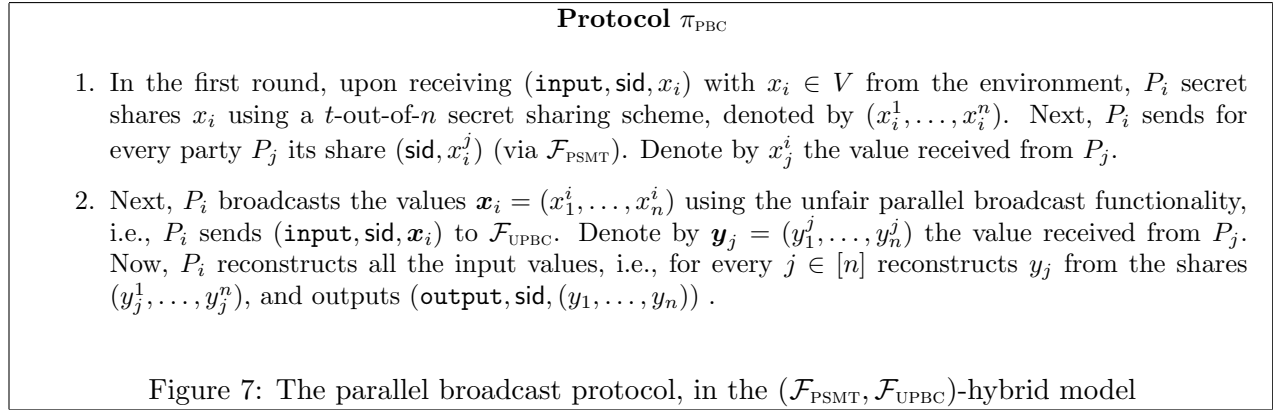 Protocol π_PBC
1. In the first round, upon receiving (input, sid, x_i) with x_i ∈ V from the environment, P_i secret
shares x_i using a t-out-of-n secret sharing scheme, denoted by (x_i^1, . . . , x_i^n). Next, P_i sends for
every party P_j its share (sid, x_i^j) (via F_PSMT). Denote by x_j^i the value received from P_j.
2. Next, P_i broadcasts the values 𝒙_i = (x_1^i, . . . , x_n^i) using the unfair parallel broadcast functionality,
i.e., P_i sends (input, sid, 𝒙_i) to F_UPBC. Denote by 𝒚_j = (y_1^j, . . . , y_n^j) the value received from P_j.
Now, P_i reconstructs all the input values, i.e., for every j ∈ [n] reconstructs y_j from the shares
(y_j^1, . . . , y_j^n), and outputs (output, sid, (y_1, . . . , y_n)) .
Figure 7: The parallel broadcast protocol, in the (F_PSMT, F_UPBC)-hybrid model